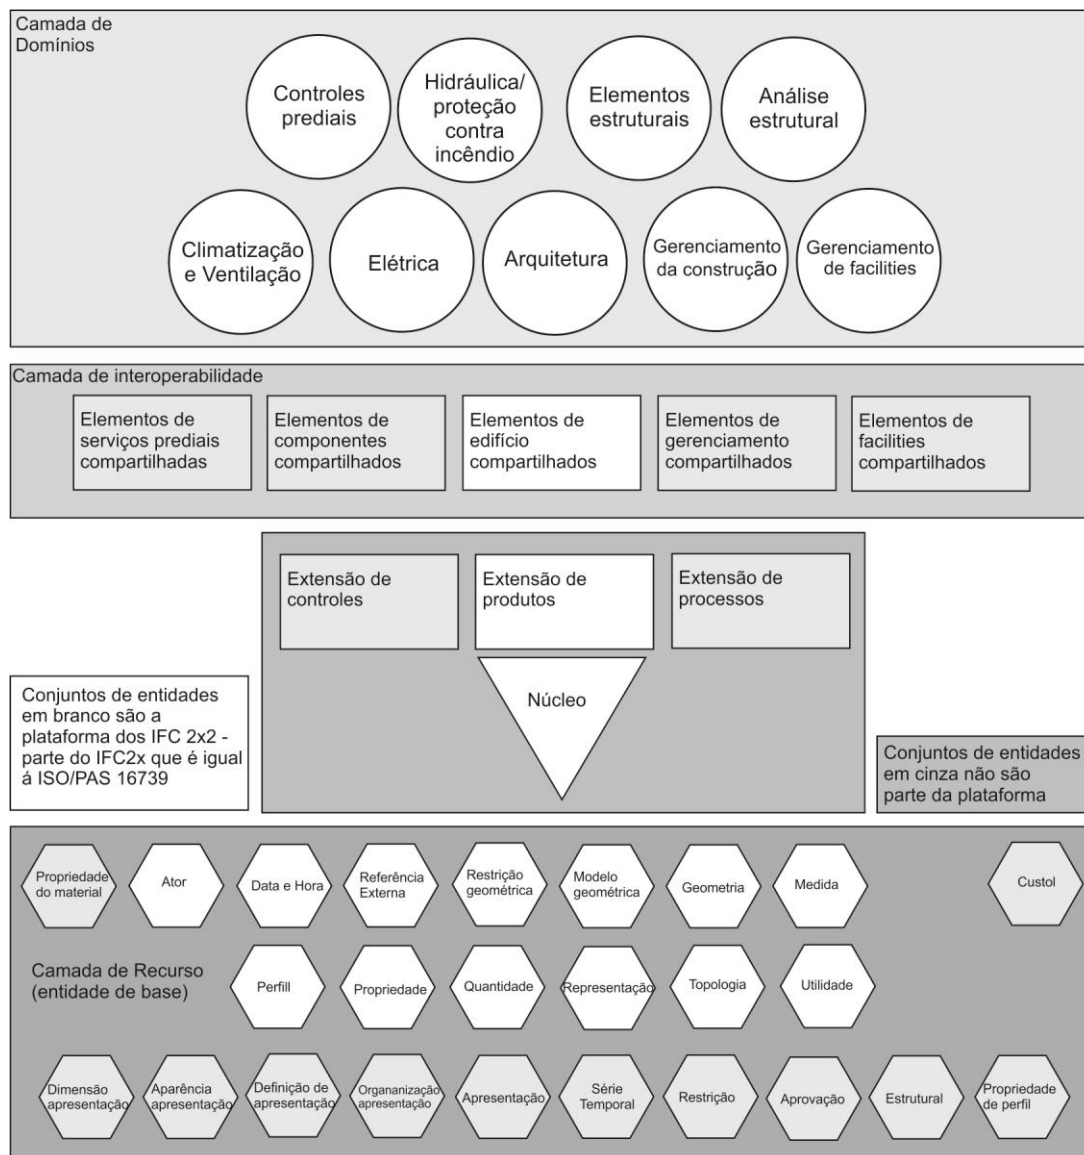 Camada de
Domínios
Controles
prediais
Hidráulica/
proteção
contra
incêndio
Elementos
estruturais
Análise
estrutural
Climatização
e Ventilação
Elétrica
Arquitetura
Gerenciamento
da construção
Gerenciamento
de facilities
Camada de interoperabilidade
Elementos de
serviços prediais
compartilhadas
Elementos de
componentes
compartilhados
Elementos de
edifício
compartilhados
Elementos de
gerenciamento
compartilhados
Elementos de
facilities
compartilhados
Extensão de
controles
Extensão de
produtos
Extensão de
processos
Núcleo
Conjuntos de entidades
em branco são a
plataforma dos IFC 2x2 -
parte do IFC2x que é igual
á ISO/PAS 16739
Conjuntos de entidades
em cinza não são
parte da plataforma
Propriedade
do material
Ator
Data e Hora
Referência
Externa
Restrição
geométrica
Modelo
geométrica
Geometria
Medida
Custol
Camada de Recurso
(entidade de base)
Perfill
Propriedade
Quantidade
Representação
Topologia
Utilidade
Dimensão
apresentação
Aparência
apresentação
Definição de
apresentação
Organanização
apresentação
Apresentação
Série
Temporal
Restrição
Aprovação
Estrutural
Propriedade
de perfil